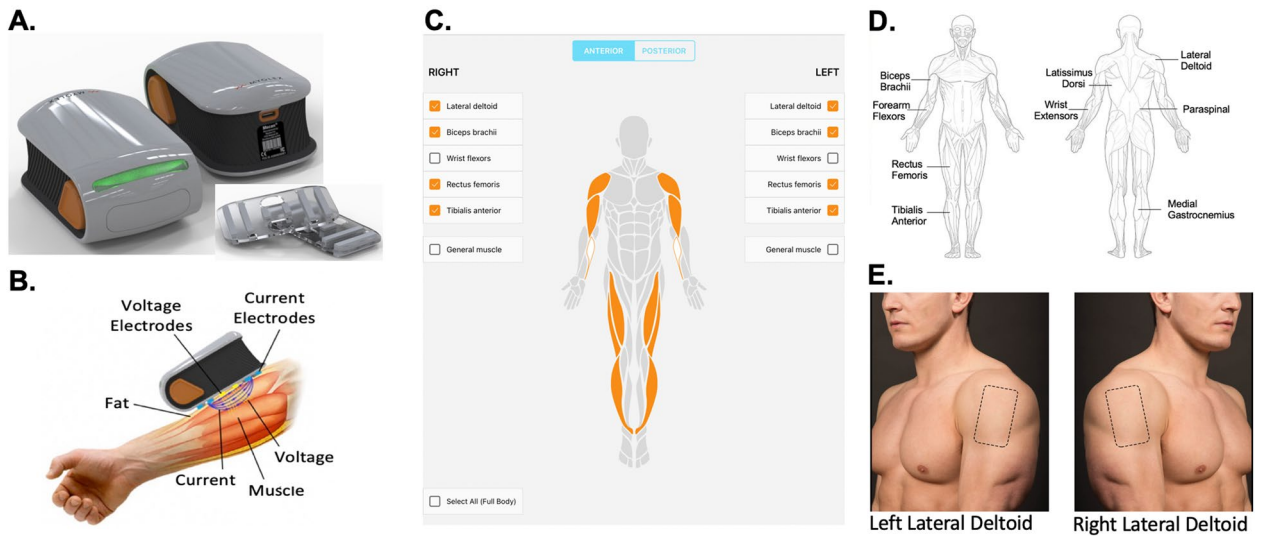 A.
B.
Voltage
Electrodes
Current
Electrodes
Fat
Current
Muscle
Voltage
C.
ANTERIOR
POSTERIOR
RIGHT
LEFT
Lateral deltoid
Biceps brachii
Wrist flexors
Rectus femoris
Tibialis anterior
General muscle
Lateral deltoid
Biceps brachii
Wrist flexors
Rectus femoris
Tibialis anterior
General muscle
Select All (Full Body)
D.
Biceps
Brachii
Forearm
Flexors
Rectus
Femoris
Tibialis
Anterior
Latissimus
Dorsi
Wrist
Extensors
Lateral
Deltoid
Paraspinal
Medial
Gastrocnemius
E.
Left Lateral Deltoid
Right Lateral Deltoid